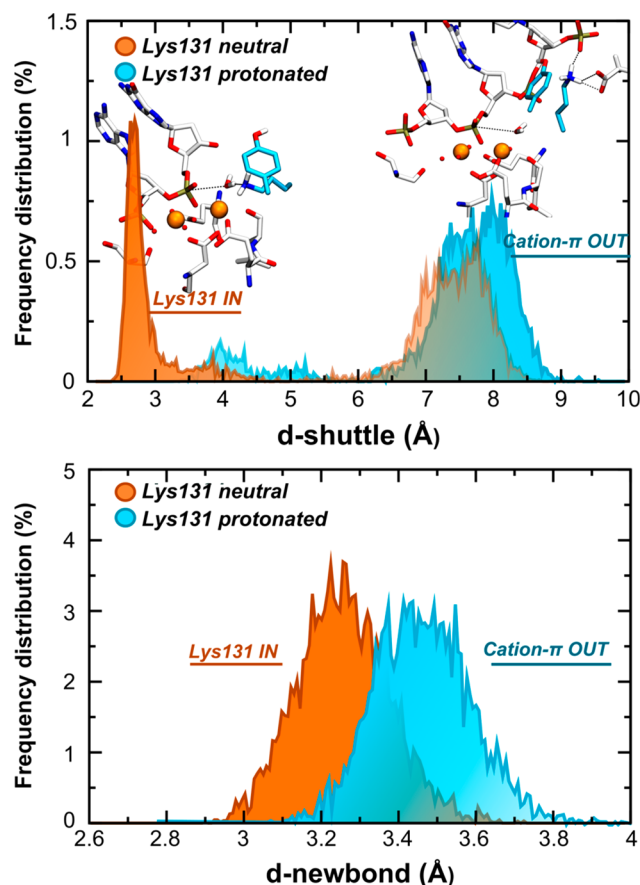 1.5
Lys131 neutral
Lys131 protonated
1
0.5
0
Frequency distribution (%)
Lys131 IN
Cation-π OUT
2 3 4 5 6 7 8 9 10
d-shuttle (Å)
5
Lys131 neutral
Lys131 protonated
4
3
2
1
0
Frequency distribution (%)
Lys131 IN
Cation-π OUT
2.6 2.8 3 3.2 3.4 3.6 3.8 4
d-newbond (Å)